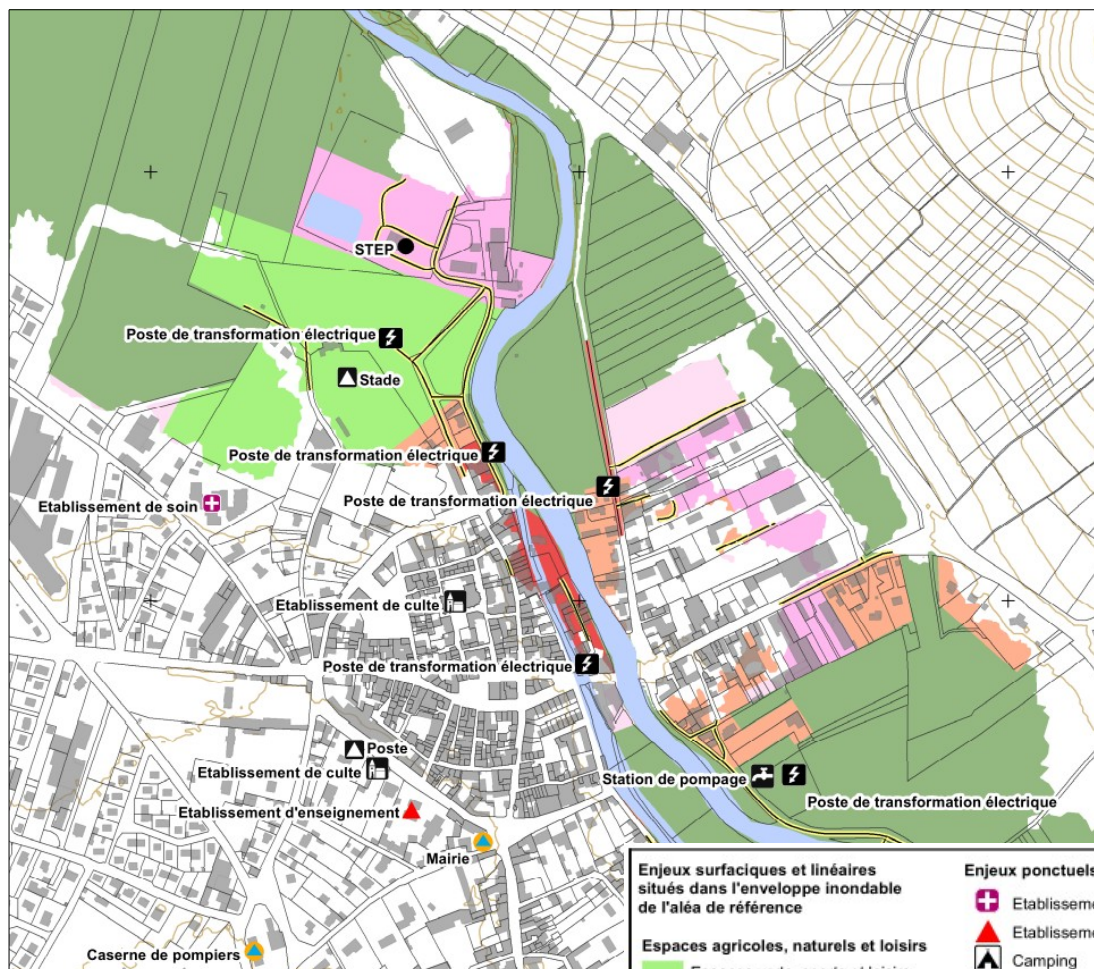 STEP
Poste de transformation électrique
Stade
Poste de transformation électrique
Poste de transformation électrique
Etablissement de soin
Etablissement de culte
Poste de transformation électrique
Poste
Etablissement de culte
Station de pompage
Poste de transformation électrique
Etablissement d'enseignement
Mairie
Caserne de pompiers
Enjeux surfaciques et linéaires
situés dans l'enveloppe inondable
de l'aléa de référence
Espaces agricoles, naturels et loisirs
Enjeux ponctuels
Etablisseme
Etablisseme
Camping